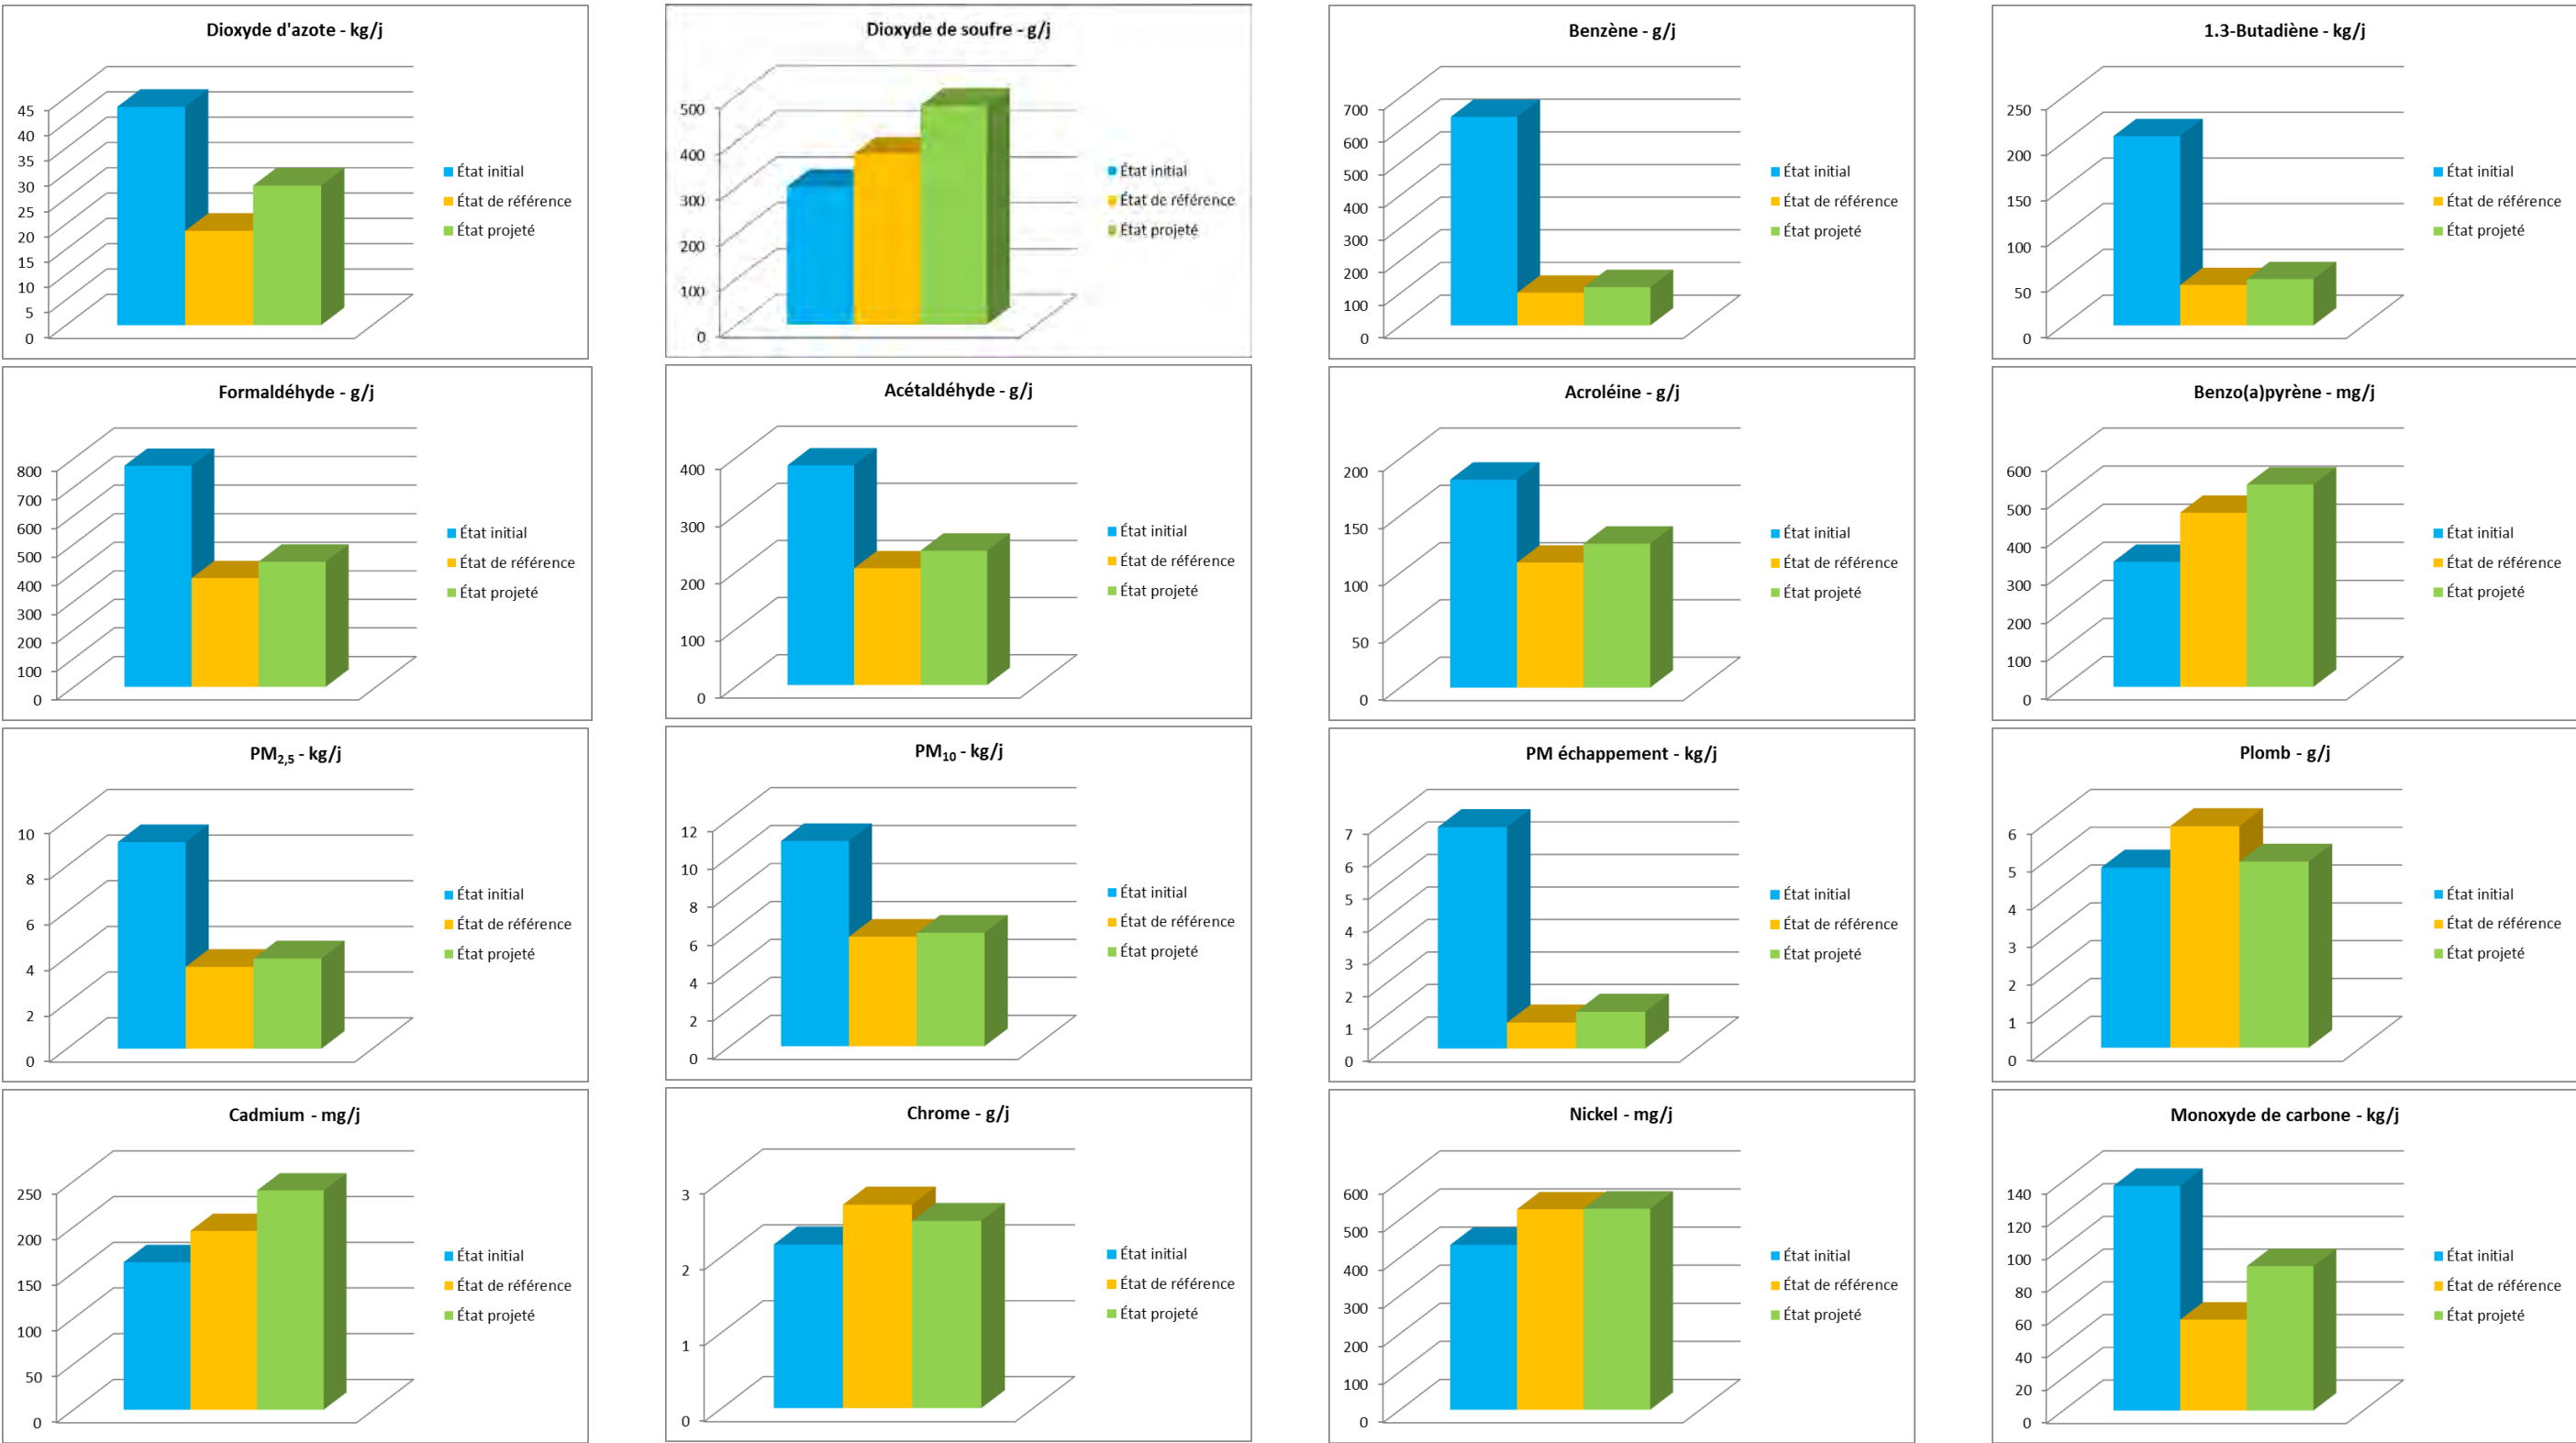 Dioxyde d'azote - kg/j
45
40
35
30
25
20
15
10
5
0
État initial
État de référence
État projeté
Dioxyde de soufre - g/j
500
400
300
200
100
0
État initial
État de référence
État projeté
Benzène - g/j
700
600
500
400
300
200
100
0
État initial
État de référence
État projeté
1.3-Butadiène - kg/j
250
200
150
100
50
0
État initial
État de référence
État projeté
Formaldéhyde - g/j
800
700
600
500
400
300
200
100
0
État initial
État de référence
État projeté
Acétaldéhyde - g/j
400
300
200
100
0
État initial
État de référence
État projeté
Acroléine - g/j
200
150
100
50
0
État initial
État de référence
État projeté
Benzo(a)pyrène - mg/j
600
500
400
300
200
100
0
État initial
État de référence
État projeté
PM2,5 - kg/j
10
8
6
4
2
0
État initial
État de référence
État projeté
PM10 - kg/j
12
10
8
6
4
2
0
État initial
État de référence
État projeté
PM échappement - kg/j
7
6
5
4
3
2
1
0
État initial
État de référence
État projeté
Plomb - g/j
6
5
4
3
2
1
0
État initial
État de référence
État projeté
Cadmium - mg/j
250
200
150
100
50
0
État initial
État de référence
État projeté
Chrome - g/j
3
2
1
0
État initial
État de référence
État projeté
Nickel - mg/j
600
500
400
300
200
100
0
État initial
État de référence
État projeté
Monoxyde de carbone - kg/j
140
120
100
80
60
40
20
0
État initial
État de référence
État projeté